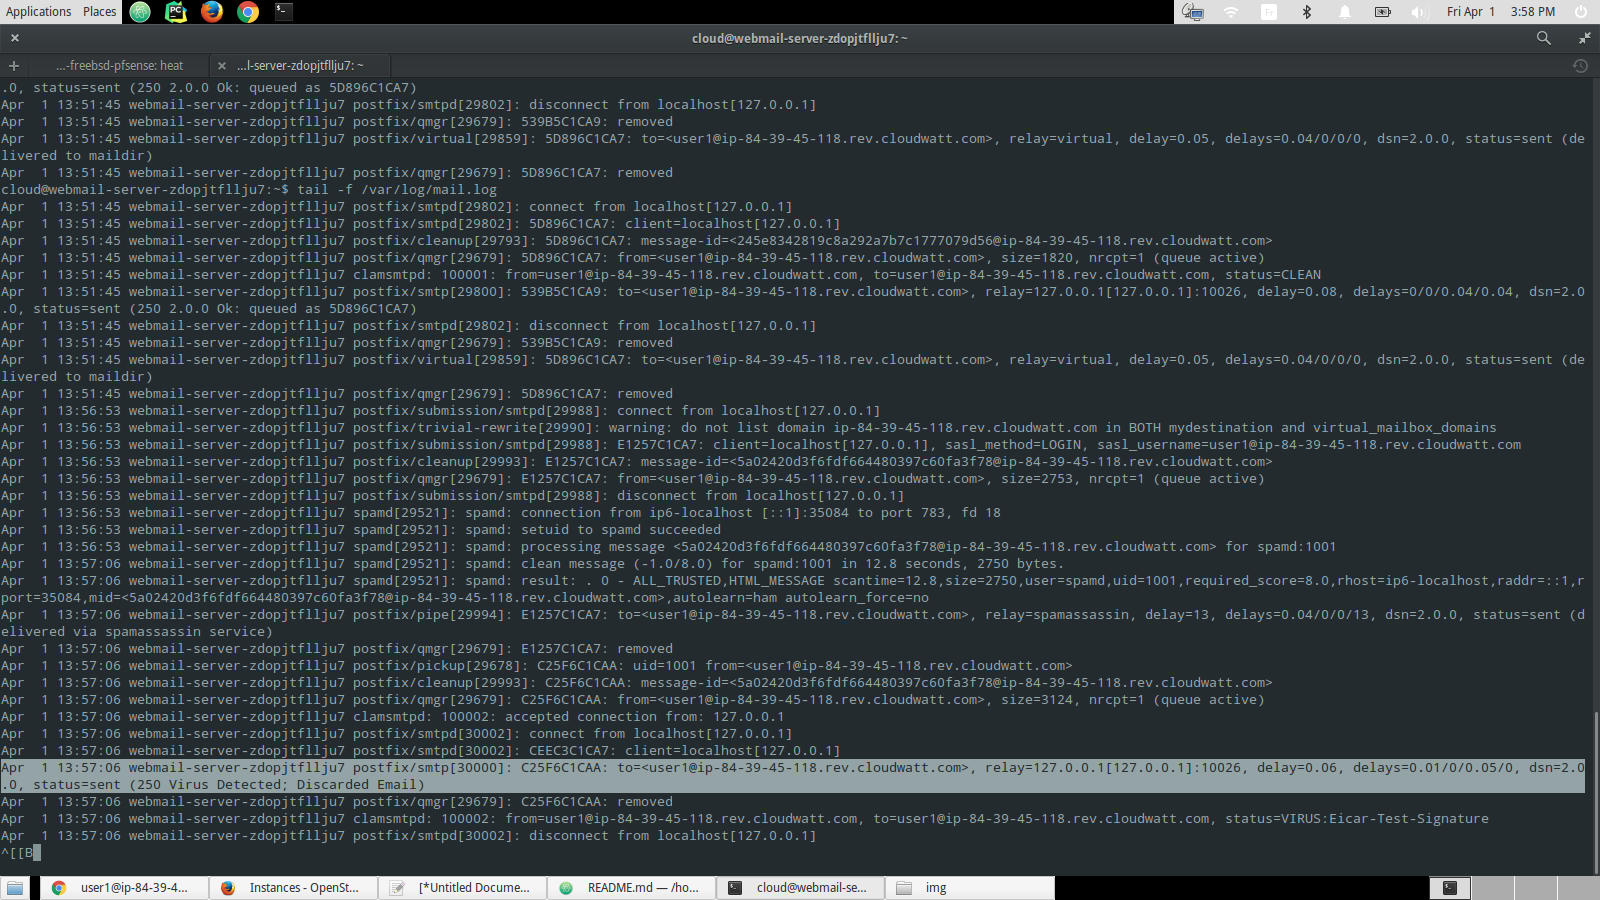 Applications Places
Fri Apr 1 3:58 PM
cloud@webmail-server-zdopjtfllju7: ~
...-freebsd-pfsense: heat
...l-server-zdopjtfllju7: ~
.0, status=sent (250 2.0.0 Ok: queued as 5D896C1CA7)
Apr  1 13:51:45 webmail-server-zdopjtfllju7 postfix/smtpd[29802]: disconnect from localhost[127.0.0.1]
Apr  1 13:51:45 webmail-server-zdopjtfllju7 postfix/qmgr[29679]: 539B5C1CA9: removed
Apr  1 13:51:45 webmail-server-zdopjtfllju7 postfix/virtual[29859]: 5D896C1CA7: to=<user1@ip-84-39-45-118.rev.cloudwatt.com>, relay=virtual, delay=0.05, delays=0.04/0/0/0, dsn=2.0.0, status=sent (de
livered to maildir)
Apr  1 13:51:45 webmail-server-zdopjtfllju7 postfix/qmgr[29679]: 5D896C1CA7: removed
cloud@webmail-server-zdopjtfllju7:~$ tail -f /var/log/mail.log
Apr  1 13:51:45 webmail-server-zdopjtfllju7 postfix/smtpd[29802]: connect from localhost[127.0.0.1]
Apr  1 13:51:45 webmail-server-zdopjtfllju7 postfix/smtpd[29802]: 5D896C1CA7: client=localhost[127.0.0.1]
Apr  1 13:51:45 webmail-server-zdopjtfllju7 postfix/cleanup[29793]: 5D896C1CA7: message-id=<245e8342819c8a292a7b7c1777079d56@ip-84-39-45-118.rev.cloudwatt.com>
Apr  1 13:51:45 webmail-server-zdopjtfllju7 postfix/qmgr[29679]: 5D896C1CA7: from=<user1@ip-84-39-45-118.rev.cloudwatt.com>, size=1820, nrcpt=1 (queue active)
Apr  1 13:51:45 webmail-server-zdopjtfllju7 clamsmtpd: 100001: from=user1@ip-84-39-45-118.rev.cloudwatt.com, to=user1@ip-84-39-45-118.rev.cloudwatt.com, status=CLEAN
Apr  1 13:51:45 webmail-server-zdopjtfllju7 postfix/smtp[29800]: 539B5C1CA9: to=<user1@ip-84-39-45-118.rev.cloudwatt.com>, relay=127.0.0.1[127.0.0.1]:10026, delay=0.08, delays=0/0/0.04/0.04, dsn=2.0
.0, status=sent (250 2.0.0 Ok: queued as 5D896C1CA7)
Apr  1 13:51:45 webmail-server-zdopjtfllju7 postfix/smtpd[29802]: disconnect from localhost[127.0.0.1]
Apr  1 13:51:45 webmail-server-zdopjtfllju7 postfix/qmgr[29679]: 539B5C1CA9: removed
Apr  1 13:51:45 webmail-server-zdopjtfllju7 postfix/virtual[29859]: 5D896C1CA7: to=<user1@ip-84-39-45-118.rev.cloudwatt.com>, relay=virtual, delay=0.05, delays=0.04/0/0/0, dsn=2.0.0, status=sent (de
livered to maildir)
Apr  1 13:51:45 webmail-server-zdopjtfllju7 postfix/qmgr[29679]: 5D896C1CA7: removed
Apr  1 13:56:53 webmail-server-zdopjtfllju7 postfix/submission/smtpd[29988]: connect from localhost[127.0.0.1]
Apr  1 13:56:53 webmail-server-zdopjtfllju7 postfix/trivial-rewrite[29990]: warning: do not list domain ip-84-39-45-118.rev.cloudwatt.com in BOTH mydestination and virtual_mailbox_domains
Apr  1 13:56:53 webmail-server-zdopjtfllju7 postfix/submission/smtpd[29988]: E1257C1CA7: client=localhost[127.0.0.1], sasl_method=LOGIN, sasl_username=user1@ip-84-39-45-118.rev.cloudwatt.com
Apr  1 13:56:53 webmail-server-zdopjtfllju7 postfix/cleanup[29993]: E1257C1CA7: message-id=<5a02420d3f6fdf664480397c60fa3f78@ip-84-39-45-118.rev.cloudwatt.com>
Apr  1 13:56:53 webmail-server-zdopjtfllju7 postfix/qmgr[29679]: E1257C1CA7: from=<user1@ip-84-39-45-118.rev.cloudwatt.com>, size=2753, nrcpt=1 (queue active)
Apr  1 13:56:53 webmail-server-zdopjtfllju7 postfix/submission/smtpd[29988]: disconnect from localhost[127.0.0.1]
Apr  1 13:56:53 webmail-server-zdopjtfllju7 spamd[29521]: spamd: connection from ip6-localhost [::1]:35084 to port 783, fd 18
Apr  1 13:56:53 webmail-server-zdopjtfllju7 spamd[29521]: spamd: setuid to spamd succeeded
Apr  1 13:56:53 webmail-server-zdopjtfllju7 spamd[29521]: spamd: processing message <5a02420d3f6fdf664480397c60fa3f78@ip-84-39-45-118.rev.cloudwatt.com> for spamd:1001
Apr  1 13:57:06 webmail-server-zdopjtfllju7 spamd[29521]: spamd: clean message (-1.0/8.0) for spamd:1001 in 12.8 seconds, 2750 bytes.
Apr  1 13:57:06 webmail-server-zdopjtfllju7 spamd[29521]: spamd: result: . 0 - ALL_TRUSTED,HTML_MESSAGE scantime=12.8,size=2750,user=spamd,uid=1001,required_score=8.0,rhost=ip6-localhost,raddr=::1,r
port=35084,mid=<5a02420d3f6fdf664480397c60fa3f78@ip-84-39-45-118.rev.cloudwatt.com>,autolearn=ham autolearn_force=no
Apr  1 13:57:06 webmail-server-zdopjtfllju7 postfix/pipe[29994]: E1257C1CA7: to=<user1@ip-84-39-45-118.rev.cloudwatt.com>, relay=spamassassin, delay=13, delays=0.04/0/0/13, dsn=2.0.0, status=sent (d
elivered via spamassassin service)
Apr  1 13:57:06 webmail-server-zdopjtfllju7 postfix/qmgr[29679]: E1257C1CA7: removed
Apr  1 13:57:06 webmail-server-zdopjtfllju7 postfix/pickup[29678]: C25F6C1CAA: uid=1001 from=<user1@ip-84-39-45-118.rev.cloudwatt.com>
Apr  1 13:57:06 webmail-server-zdopjtfllju7 postfix/cleanup[29993]: C25F6C1CAA: message-id=<5a02420d3f6fdf664480397c60fa3f78@ip-84-39-45-118.rev.cloudwatt.com>
Apr  1 13:57:06 webmail-server-zdopjtfllju7 postfix/qmgr[29679]: C25F6C1CAA: from=<user1@ip-84-39-45-118.rev.cloudwatt.com>, size=3124, nrcpt=1 (queue active)
Apr  1 13:57:06 webmail-server-zdopjtfllju7 clamsmtpd: 100002: accepted connection from: 127.0.0.1
Apr  1 13:57:06 webmail-server-zdopjtfllju7 postfix/smtpd[30002]: connect from localhost[127.0.0.1]
Apr  1 13:57:06 webmail-server-zdopjtfllju7 postfix/smtpd[30002]: CEEC3C1CA7: client=localhost[127.0.0.1]
Apr  1 13:57:06 webmail-server-zdopjtfllju7 postfix/smtp[30000]: C25F6C1CAA: to=<user1@ip-84-39-45-118.rev.cloudwatt.com>, relay=127.0.0.1[127.0.0.1]:10026, delay=0.06, delays=0.01/0/0.05/0, dsn=2.0
.0, status=sent (250 Virus Detected; Discarded Email)
Apr  1 13:57:06 webmail-server-zdopjtfllju7 postfix/qmgr[29679]: C25F6C1CAA: removed
Apr  1 13:57:06 webmail-server-zdopjtfllju7 clamsmtpd: 100002: from=user1@ip-84-39-45-118.rev.cloudwatt.com, to=user1@ip-84-39-45-118.rev.cloudwatt.com, status=VIRUS:Eicar-Test-Signature
Apr  1 13:57:06 webmail-server-zdopjtfllju7 postfix/smtpd[30002]: disconnect from localhost[127.0.0.1]
^[[B
user1@ip-84-39-4...
Instances - OpenSt...
[*Untitled Docume...
README.md — /ho...
cloud@webmail-se...
img